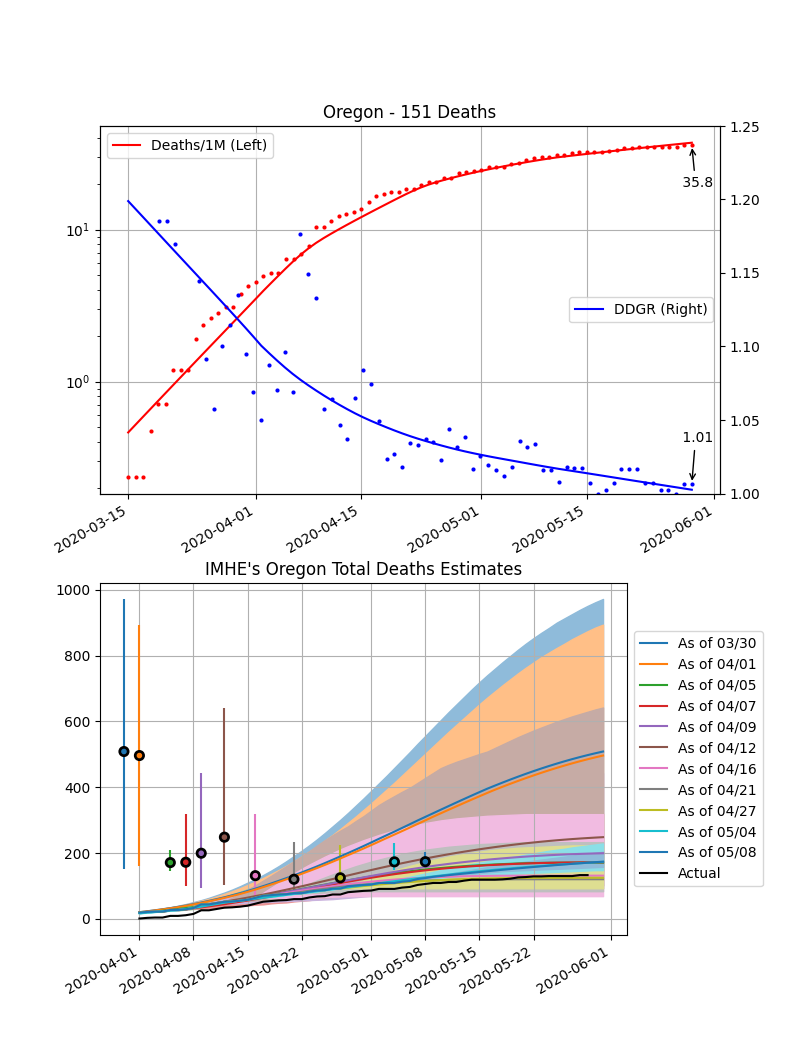 Oregon - 151 Deaths
Deaths/1M (Left)
DDGR (Right)
35.8
1.01
10^1
10^0
1.25
1.20
1.15
1.10
1.05
1.00
2020-03-15
2020-04-01
2020-04-15
2020-05-01
2020-05-15
2020-06-01
IMHE's Oregon Total Deaths Estimates
1000
800
600
400
200
0
2020-04-01
2020-04-08
2020-04-15
2020-04-22
2020-05-01
2020-05-08
2020-05-15
2020-05-22
2020-06-01
As of 03/30
As of 04/01
As of 04/05
As of 04/07
As of 04/09
As of 04/12
As of 04/16
As of 04/21
As of 04/27
As of 05/04
As of 05/08
Actual